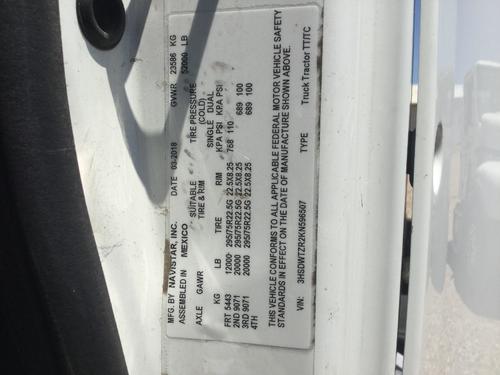 MFG. BY NAVISTAR, INC. DATE 03-2018 GVWR 23586 KG
ASSEMBLED IN MEXICO 52000 LB
SUITABLE TIRE PRESSURE
AXLE GAWR TIRE & RIM (COLD)
SINGLE DUAL
KG LB TIRE RIM KPA PSI KPA PSI
FRT 5443 12000- 295/75R22.5G 22.5X8.25 758 110
2ND 9071 20000 295/75R22.5G 22.5X8.25 689 100
3RD 9071 20000 295/75R22.5G 22.5X8.25 689 100
4TH
THIS VEHICLE CONFORMS TO ALL APPLICABLE FEDERAL MOTOR VEHICLE SAFETY
STANDARDS IN EFFECT ON THE DATE OF MANUFACTURE SHOWN ABOVE.
VIN: 3HSDWTZR2KN596507 TYPE Truck Tractor TT/TC